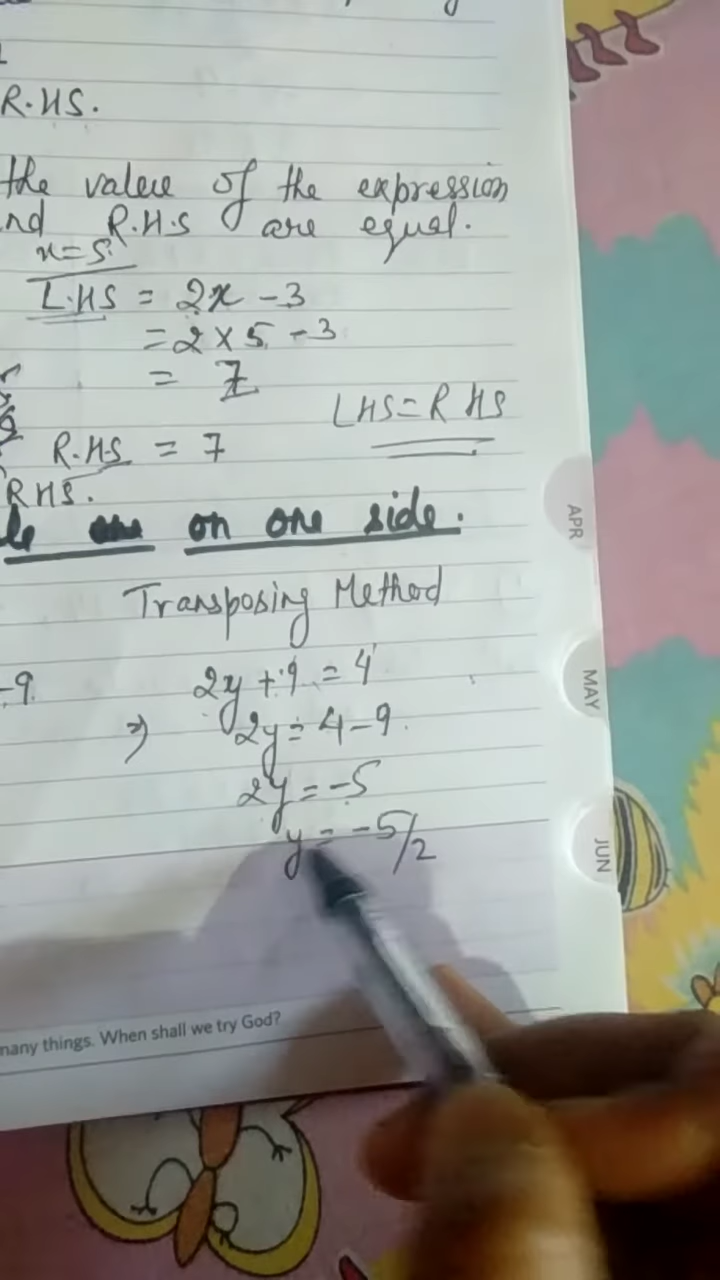 R.HS.
the value of the expression
nd R.H.S are equal.
x=5.
L.HS = 2x -3
=2 × 5 -3
= 7
LHS=R HS
R.H.S = 7
RHS.
le on one side.
APR
Transposing Method
-9
2y +9 = 4
⇒ 2y = 4-9
MAY
2y = -5
y = -5/2
JUN
many things. When shall we try God?